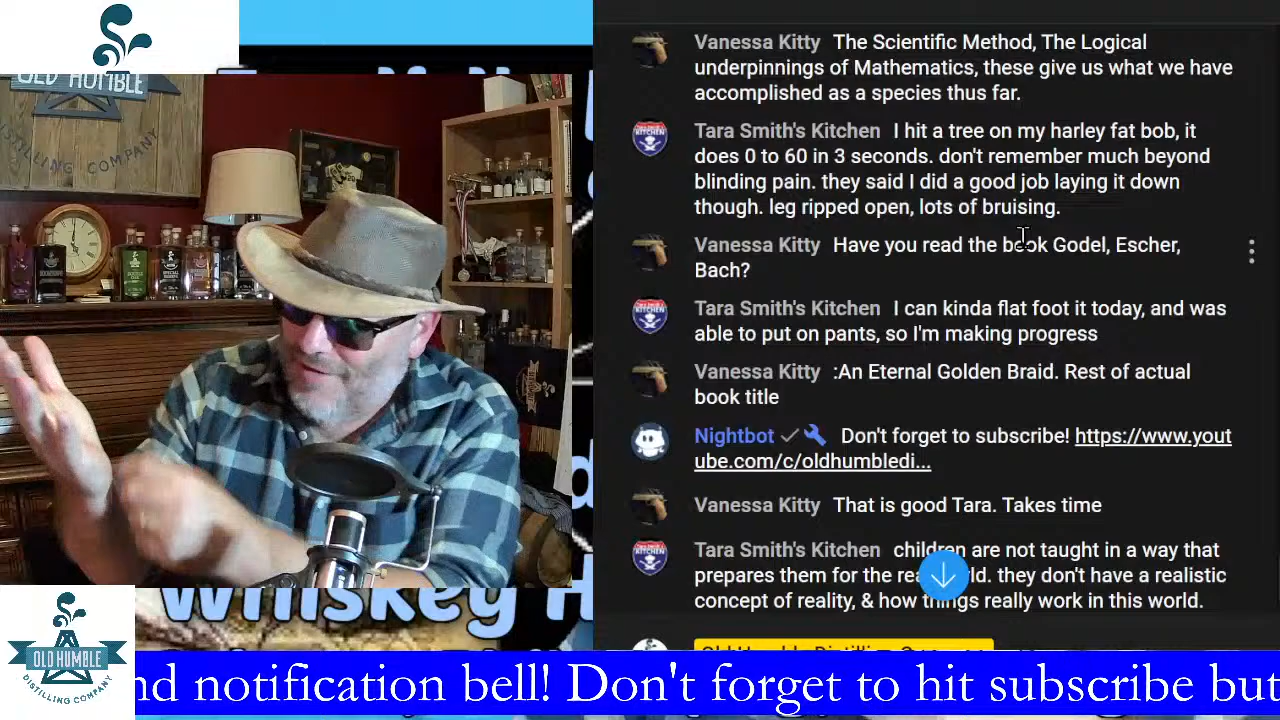 OLD HUMBLE
DISTILLING COMPANY
Vanessa Kitty The Scientific Method, The Logical
underpinnings of Mathematics, these give us what we have
accomplished as a species thus far.
Tara Smith's Kitchen I hit a tree on my harley fat bob, it
does 0 to 60 in 3 seconds. don't remember much beyond
blinding pain. they said I did a good job laying it down
though. leg ripped open, lots of bruising.
Vanessa Kitty Have you read the book Godel, Escher,
Bach?
Tara Smith's Kitchen I can kinda flat foot it today, and was
able to put on pants, so I'm making progress
Vanessa Kitty :An Eternal Golden Braid. Rest of actual
book title
Nightbot Don't forget to subscribe! https://www.yout
ube.com/c/oldhumbledi...
Vanessa Kitty That is good Tara. Takes time
Tara Smith's Kitchen children are not taught in a way that
prepares them for the real world. they don't have a realistic
concept of reality, & how things really work in this world.
Whiskey H
OLD HUMBLE
DISTILLING COMPANY
nd notification bell! Don't forget to hit subscribe but